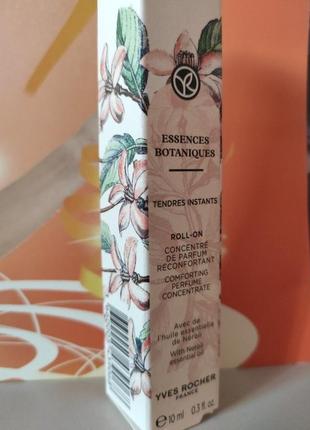 YR
ESSENCES
BOTANIQUES
TENDRES INSTANTS
ROLL-ON
CONCENTRÉ
DE PARFUM
RÉCONFORTANT
COMFORTING
PERFUME
CONCENTRATE
Avec de
l'huile essentielle
de Néroli
With Neroli
essential oil
YVES ROCHER
FRANCE
e 10 ml 0.3 fl. oz.